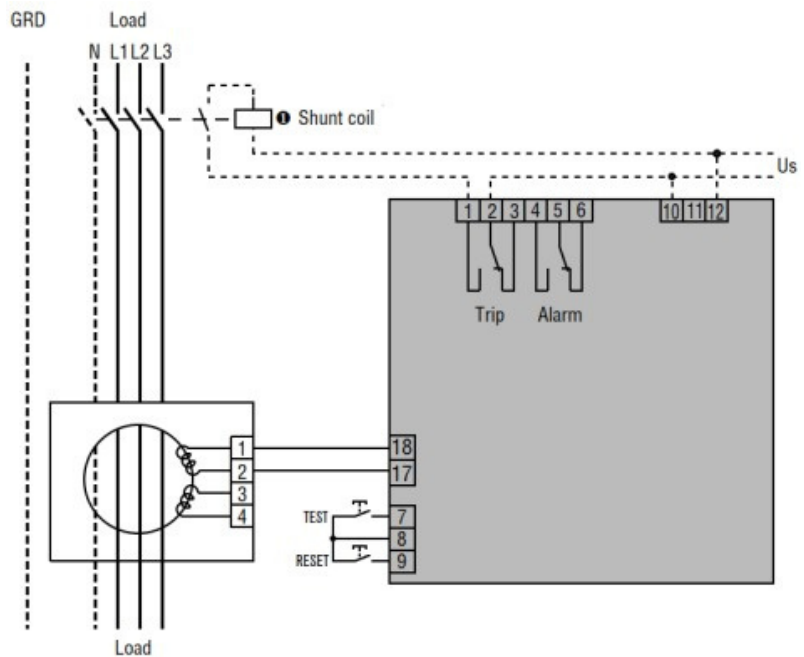 GRD Load
N L1 L2 L3
❶ Shunt coil
Us
1 2 3 4 5 6 10 11 12
Trip Alarm
1 18
2 17
3
4
TEST 7
8
RESET 9
Load